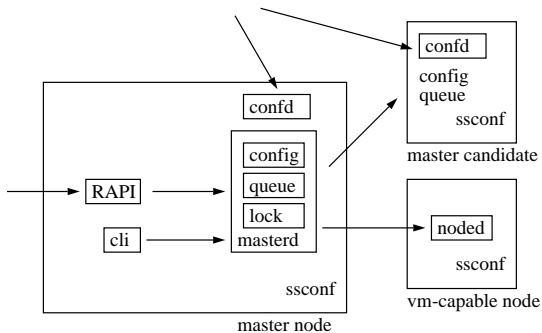 confd
config
queue
ssconf
master candidate
confd
config
queue
lock
masterd
RAPI
cli
ssconf
master node
noded
ssconf
vm-capable node